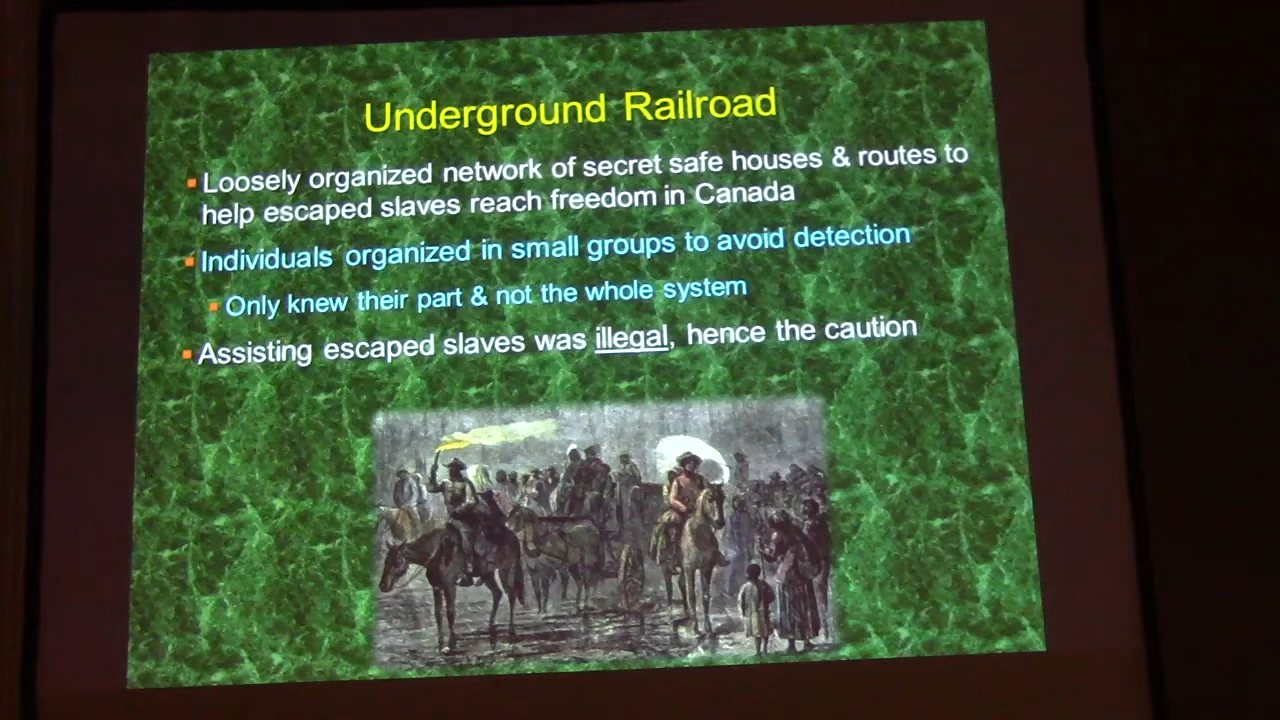 Underground Railroad
Loosely organized network of secret safe houses & routes to
help escaped slaves reach freedom in Canada
Individuals organized in small groups to avoid detection
Only knew their part & not the whole system
Assisting escaped slaves was illegal, hence the caution